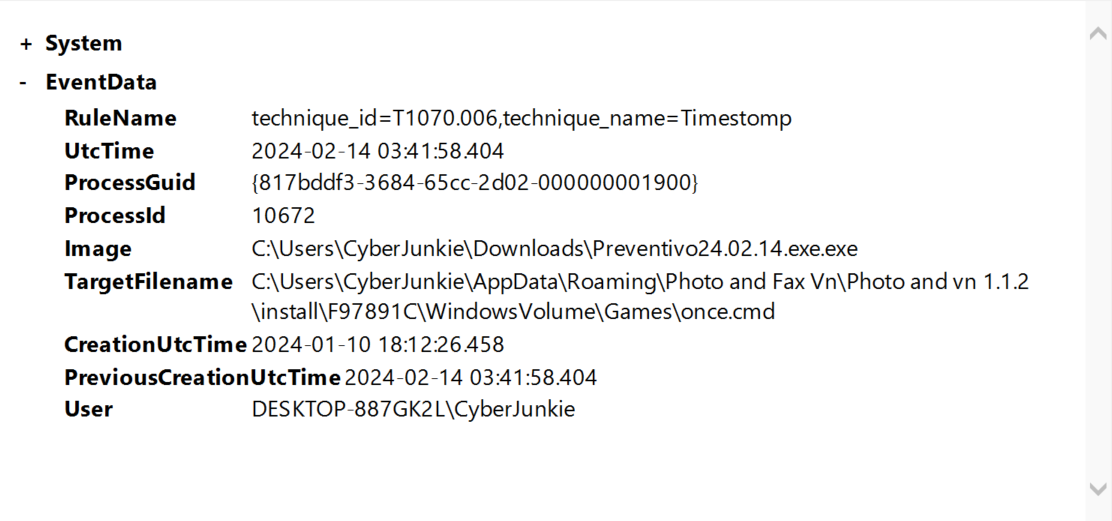 + System
- EventData
RuleName technique_id=T1070.006,technique_name=Timestomp
UtcTime 2024-02-14 03:41:58.404
ProcessGuid {817bddf3-3684-65cc-2d02-000000001900}
ProcessId 10672
Image C:\Users\CyberJunkie\Downloads\Preventivo24.02.14.exe.exe
TargetFilename C:\Users\CyberJunkie\AppData\Roaming\Photo and Fax Vn\Photo and vn 1.1.2
\install\F97891C\WindowsVolume\Games\once.cmd
CreationUtcTime 2024-01-10 18:12:26.458
PreviousCreationUtcTime 2024-02-14 03:41:58.404
User DESKTOP-887GK2L\CyberJunkie